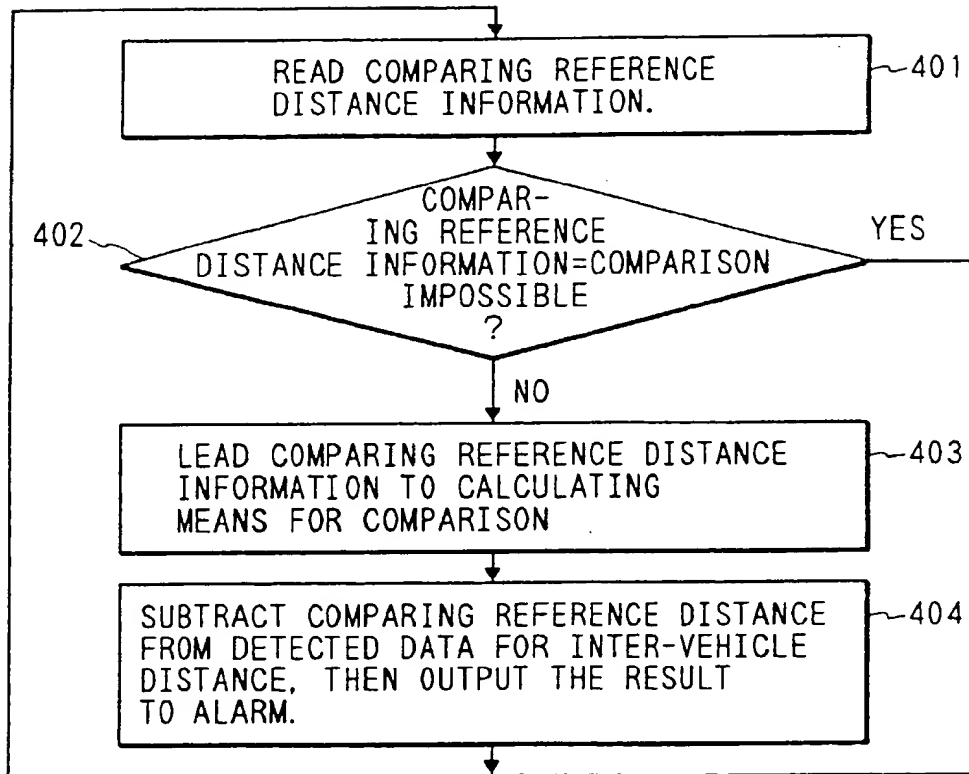 READ COMPARING REFERENCE
DISTANCE INFORMATION.
401
COMPAR-
ING REFERENCE
DISTANCE INFORMATION=COMPARISON
IMPOSSIBLE
?
402
YES
NO
LEAD COMPARING REFERENCE DISTANCE
INFORMATION TO CALCULATING
MEANS FOR COMPARISON
403
SUBTRACT COMPARING REFERENCE DISTANCE
FROM DETECTED DATA FOR INTER-VEHICLE
DISTANCE, THEN OUTPUT THE RESULT
TO ALARM.
404